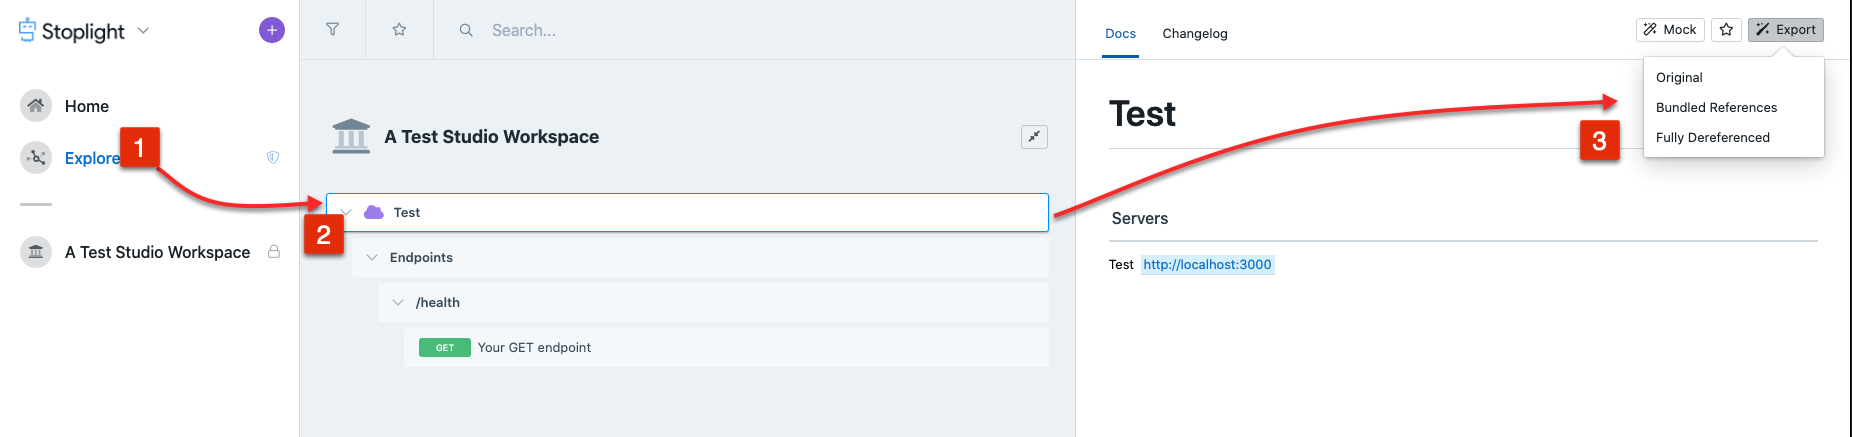 Stoplight
Home
Explore
1
A Test Studio Workspace
Search...
A Test Studio Workspace
2
Test
Endpoints
/health
GET Your GET endpoint
Docs Changelog
Mock Export
Original
Bundled References
Fully Dereferenced
3
Test
Servers
Test http://localhost:3000